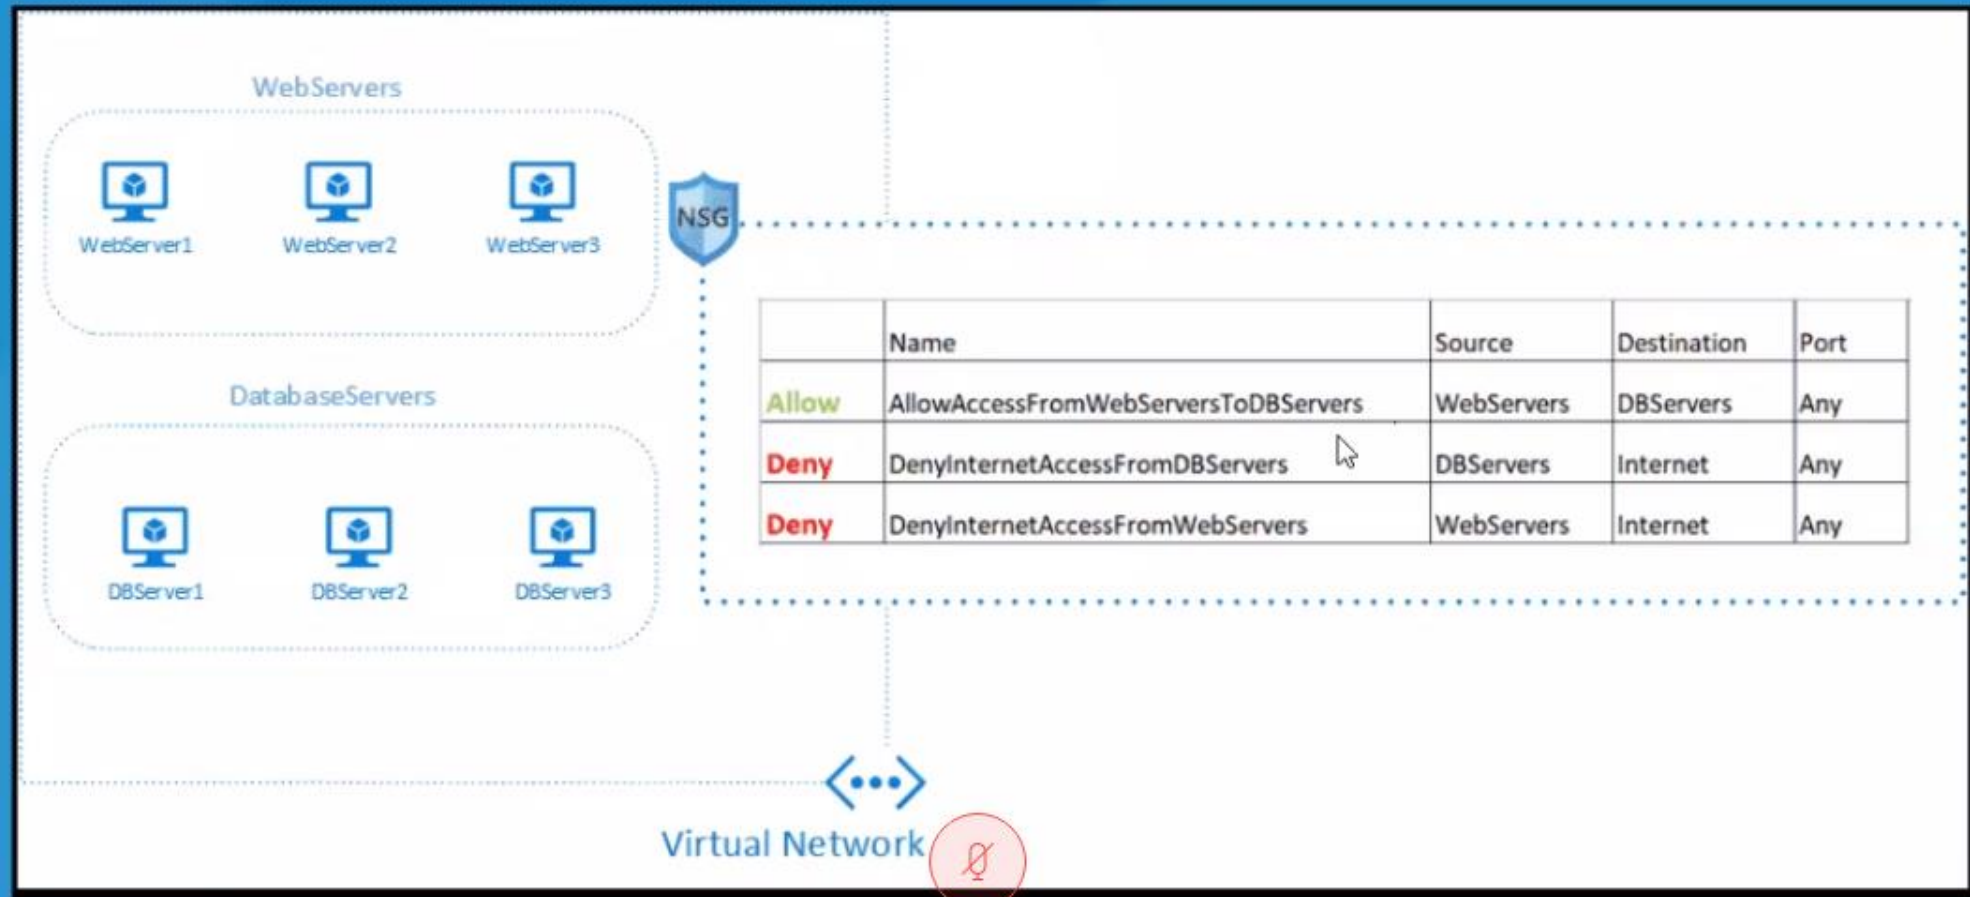 WebServers
WebServer1 WebServer2 WebServer3
NSG
DatabaseServers
DBServer1 DBServer2 DBServer3
Name Source Destination Port
Allow AllowAccessFromWebServersToDBServers WebServers DBServers Any
Deny DenyInternetAccessFromDBServers DBServers Internet Any
Deny DenyInternetAccessFromWebServers WebServers Internet Any
Virtual Network